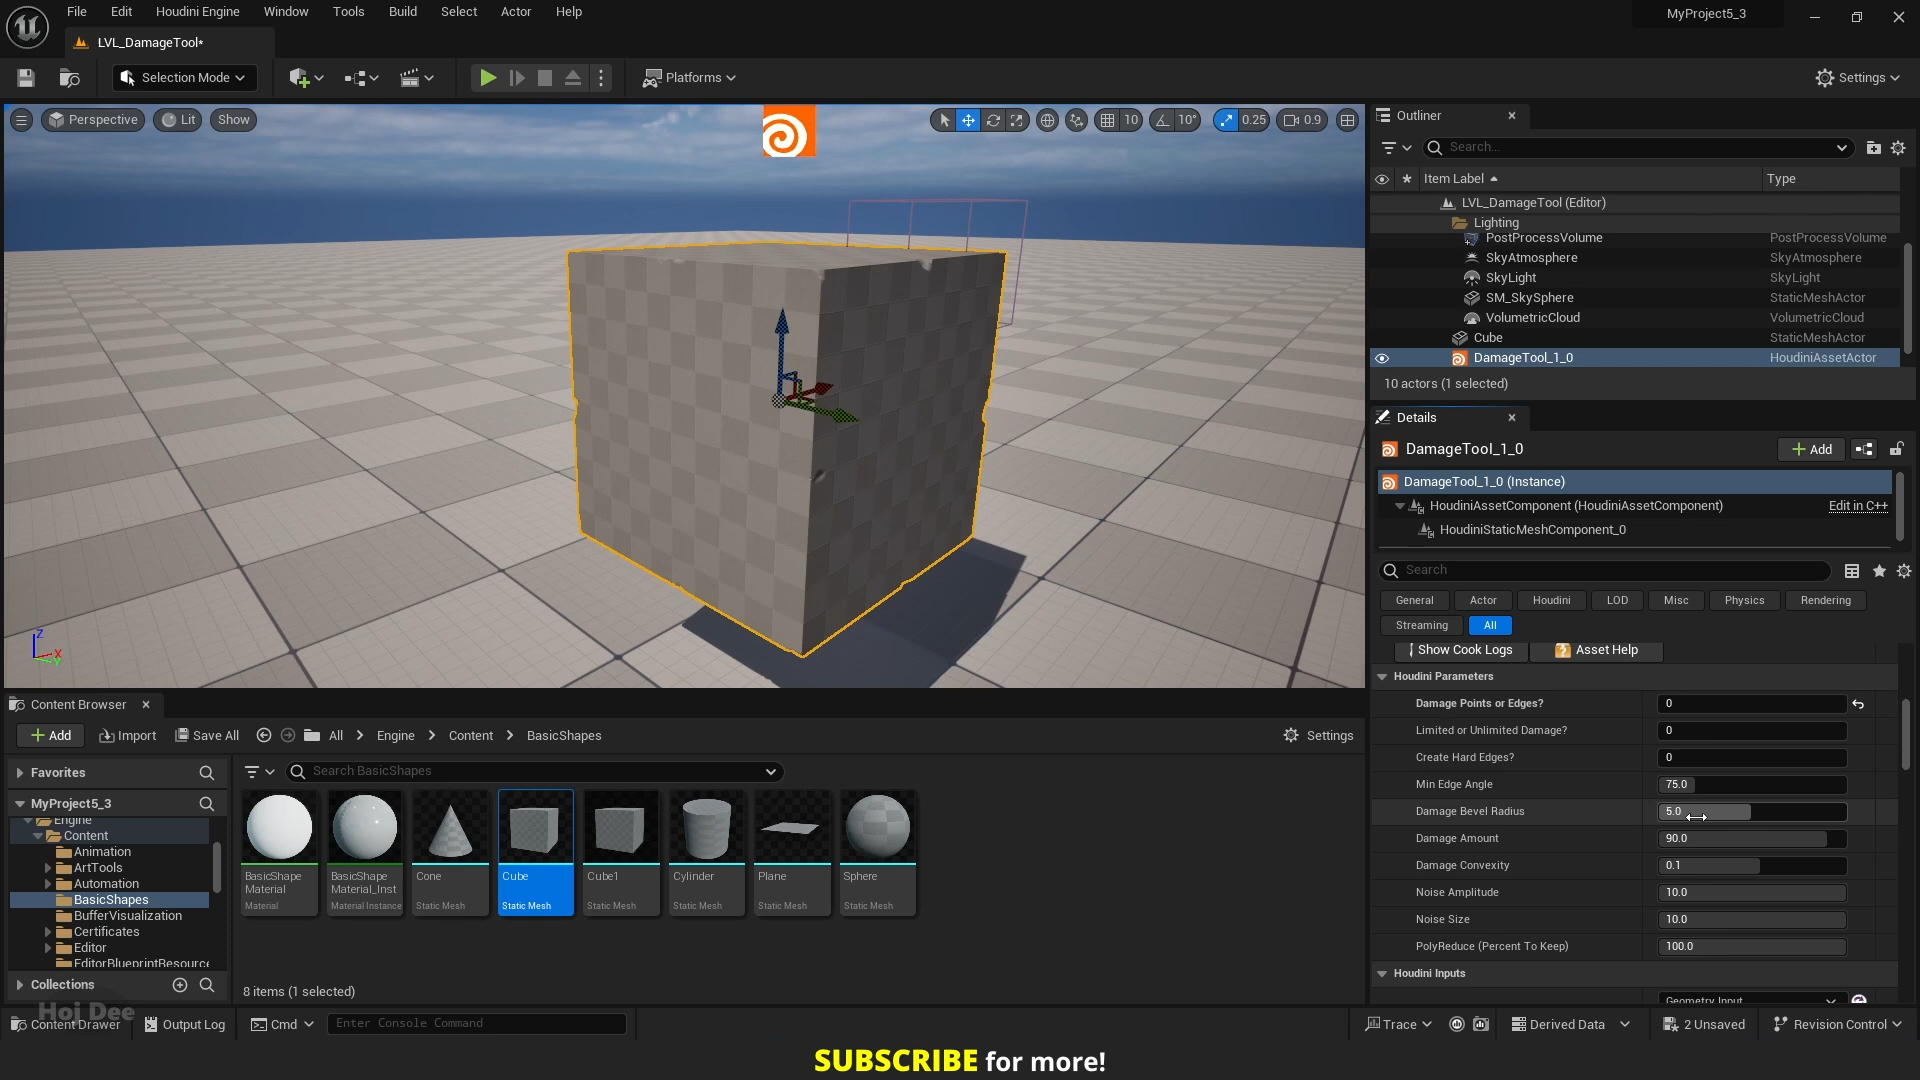 File Edit Houdini Engine Window Tools Build Select Actor Help
MyProject5_3
LVL_DamageTool*
Selection Mode
Platforms
Settings
Perspective Lit Show
10 10° 0.25 0.9
Outliner
Search...
Item Label Type
LVL_DamageTool (Editor)
Lighting
PostProcessVolume PostProcessVolume
SkyAtmosphere SkyAtmosphere
SkyLight SkyLight
SM_SkySphere StaticMeshActor
VolumetricCloud VolumetricCloud
Cube StaticMeshActor
DamageTool_1_0 HoudiniAssetActor
10 actors (1 selected)
Details
DamageTool_1_0
Add
DamageTool_1_0 (Instance)
HoudiniAssetComponent (HoudiniAssetComponent) Edit in C++
HoudiniStaticMeshComponent_0
Search
General Actor Houdini LOD Misc Physics Rendering
Streaming All
Show Cook Logs Asset Help
Houdini Parameters
Damage Points or Edges? 0
Limited or Unlimited Damage? 0
Create Hard Edges? 0
Min Edge Angle 75.0
Damage Bevel Radius 5.0
Damage Amount 90.0
Damage Convexity 0.1
Noise Amplitude 10.0
Noise Size 10.0
PolyReduce (Percent To Keep) 100.0
Houdini Inputs
Geometry Input
X
Y
Z
Content Browser
Add Import Save All All Engine Content BasicShapes Settings
Favorites
Search BasicShapes
MyProject5_3
Engine
Content
Animation
ArtTools
Automation
BasicShapes
BufferVisualization
Certificates
Editor
EditorBlueprintResource
Collections
BasicShape
Material
Material
BasicShape
Material_Inst
Material Instance
Cone
Static Mesh
Cube
Static Mesh
Cube1
Static Mesh
Cylinder
Static Mesh
Plane
Static Mesh
Sphere
Static Mesh
8 items (1 selected)
Hoj Dee
Content Drawer Output Log Cmd Enter Console Command
Trace Derived Data 2 Unsaved Revision Control
SUBSCRIBE for more!